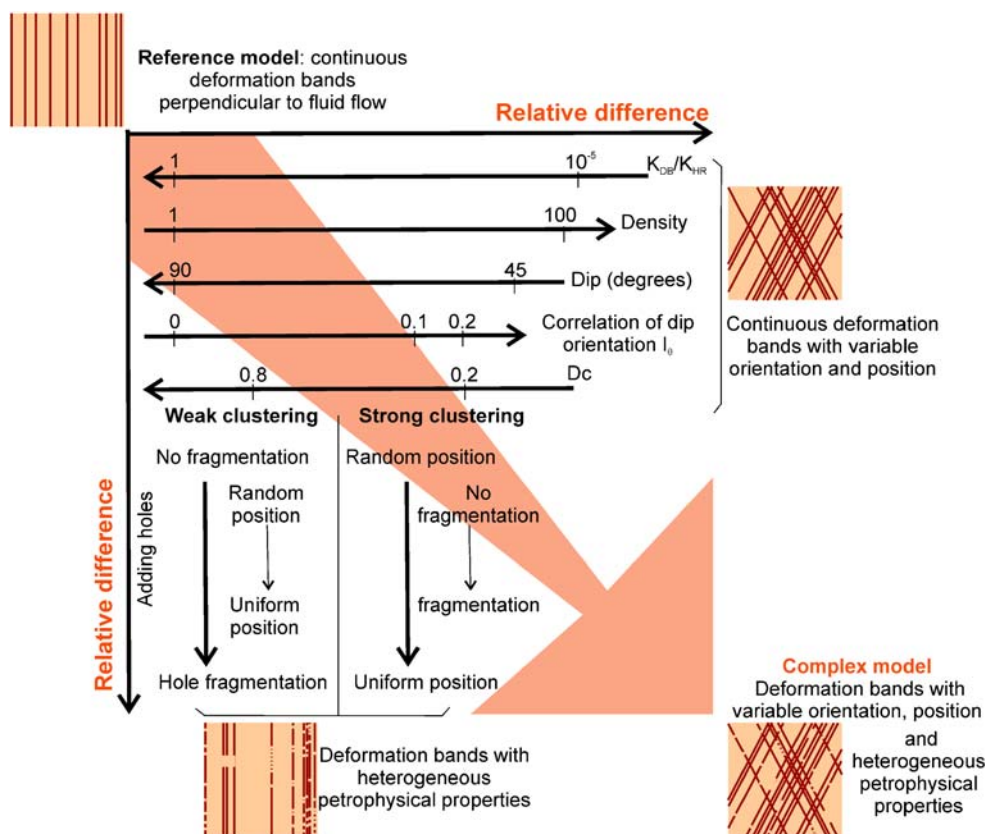 Reference model: continuous
deformation bands
perpendicular to fluid flow
Relative difference
1
10-5
KDB/KHR
1
100
Density
90
45
Dip (degrees)
0
0.1
0.2
Correlation of dip
orientation Iθ
0.8
0.2
Dc
Continuous deformation
bands with variable
orientation and position
Weak clustering
Strong clustering
No fragmentation
Random position
Random
position
No
fragmentation
Uniform
position
fragmentation
Hole fragmentation
Uniform position
Relative difference
Adding holes
Deformation bands with
heterogeneous
petrophysical properties
Complex model
Deformation bands with
variable orientation, position
and
heterogeneous
petrophysical
properties